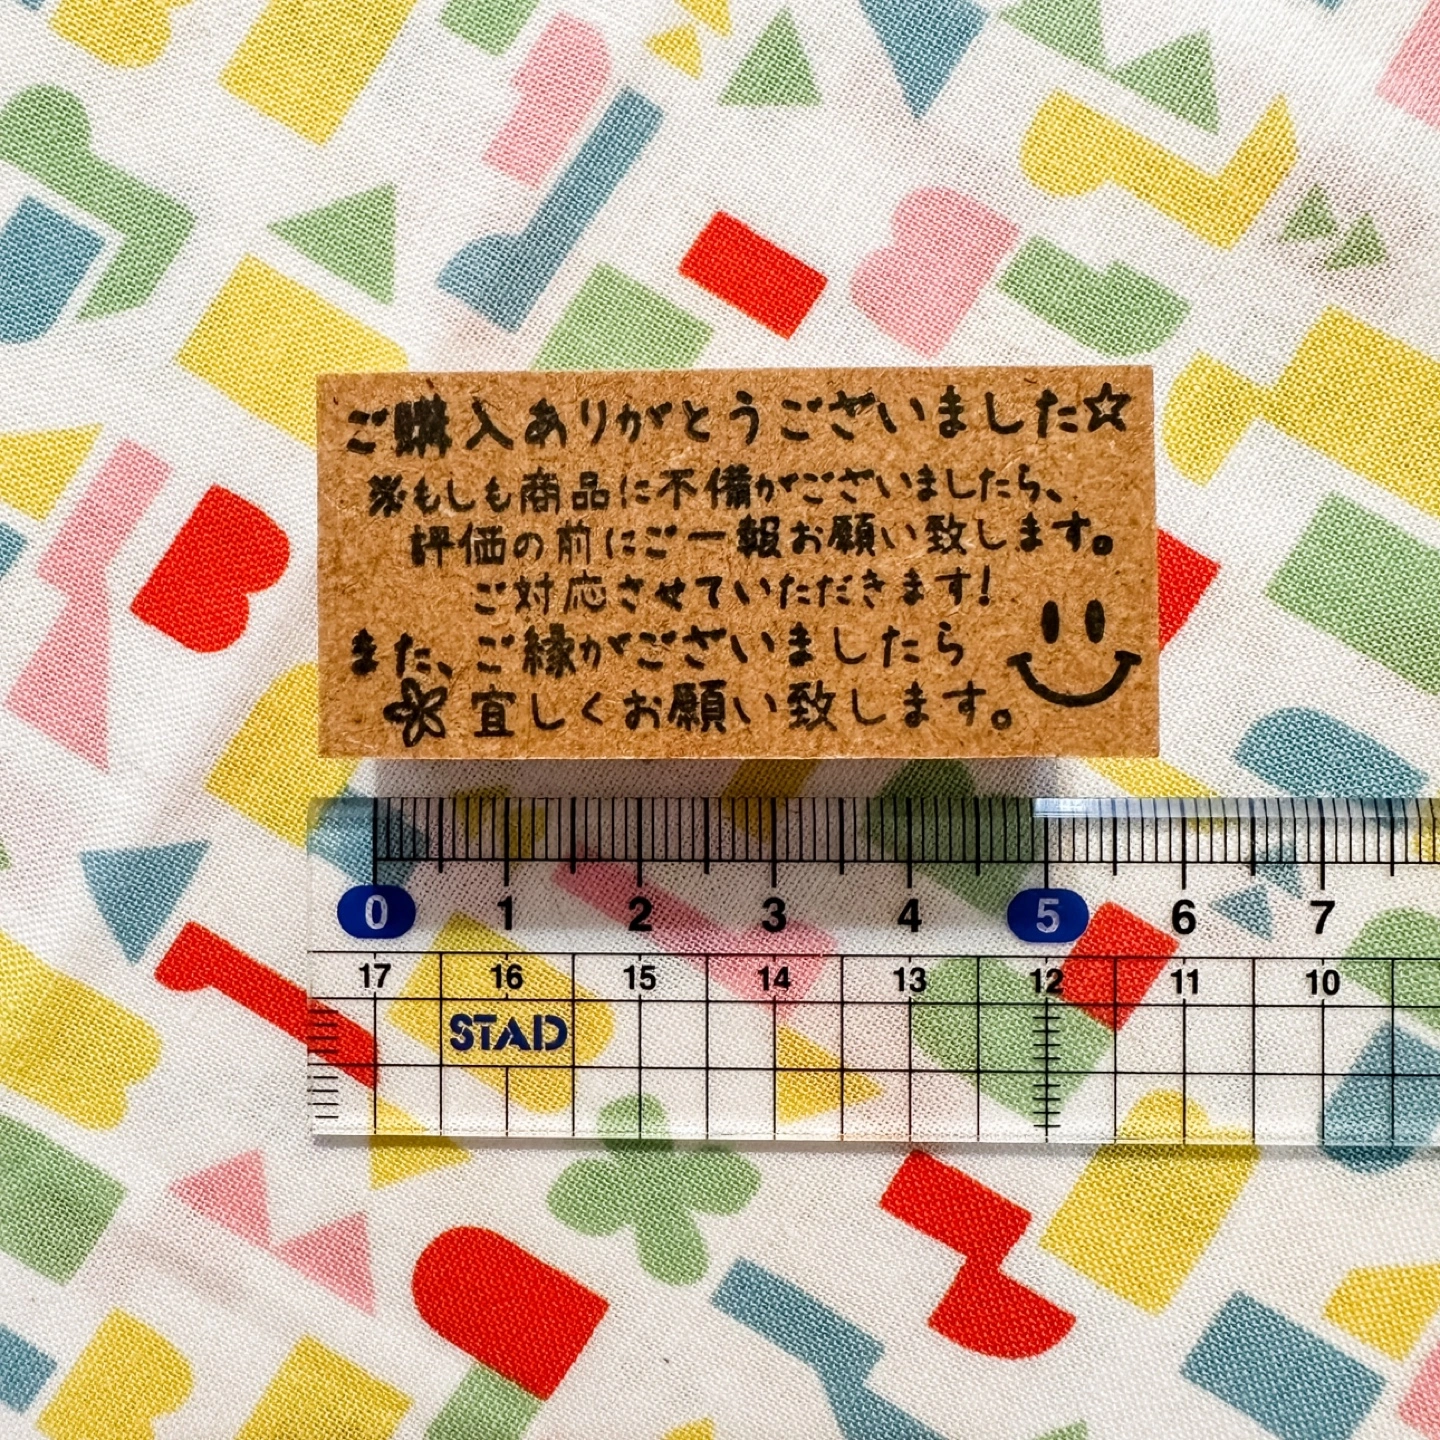 ご購入ありがとうございました☆
※もしも商品に不備がございましたら、
評価の前にご一報お願い致します。
ご対応させていただきます!
また、ご縁がございましたら
宜しくお願い致します。
0 1 2 3 4 5 6 7
17 16 15 14 13 12 11 10
STAD